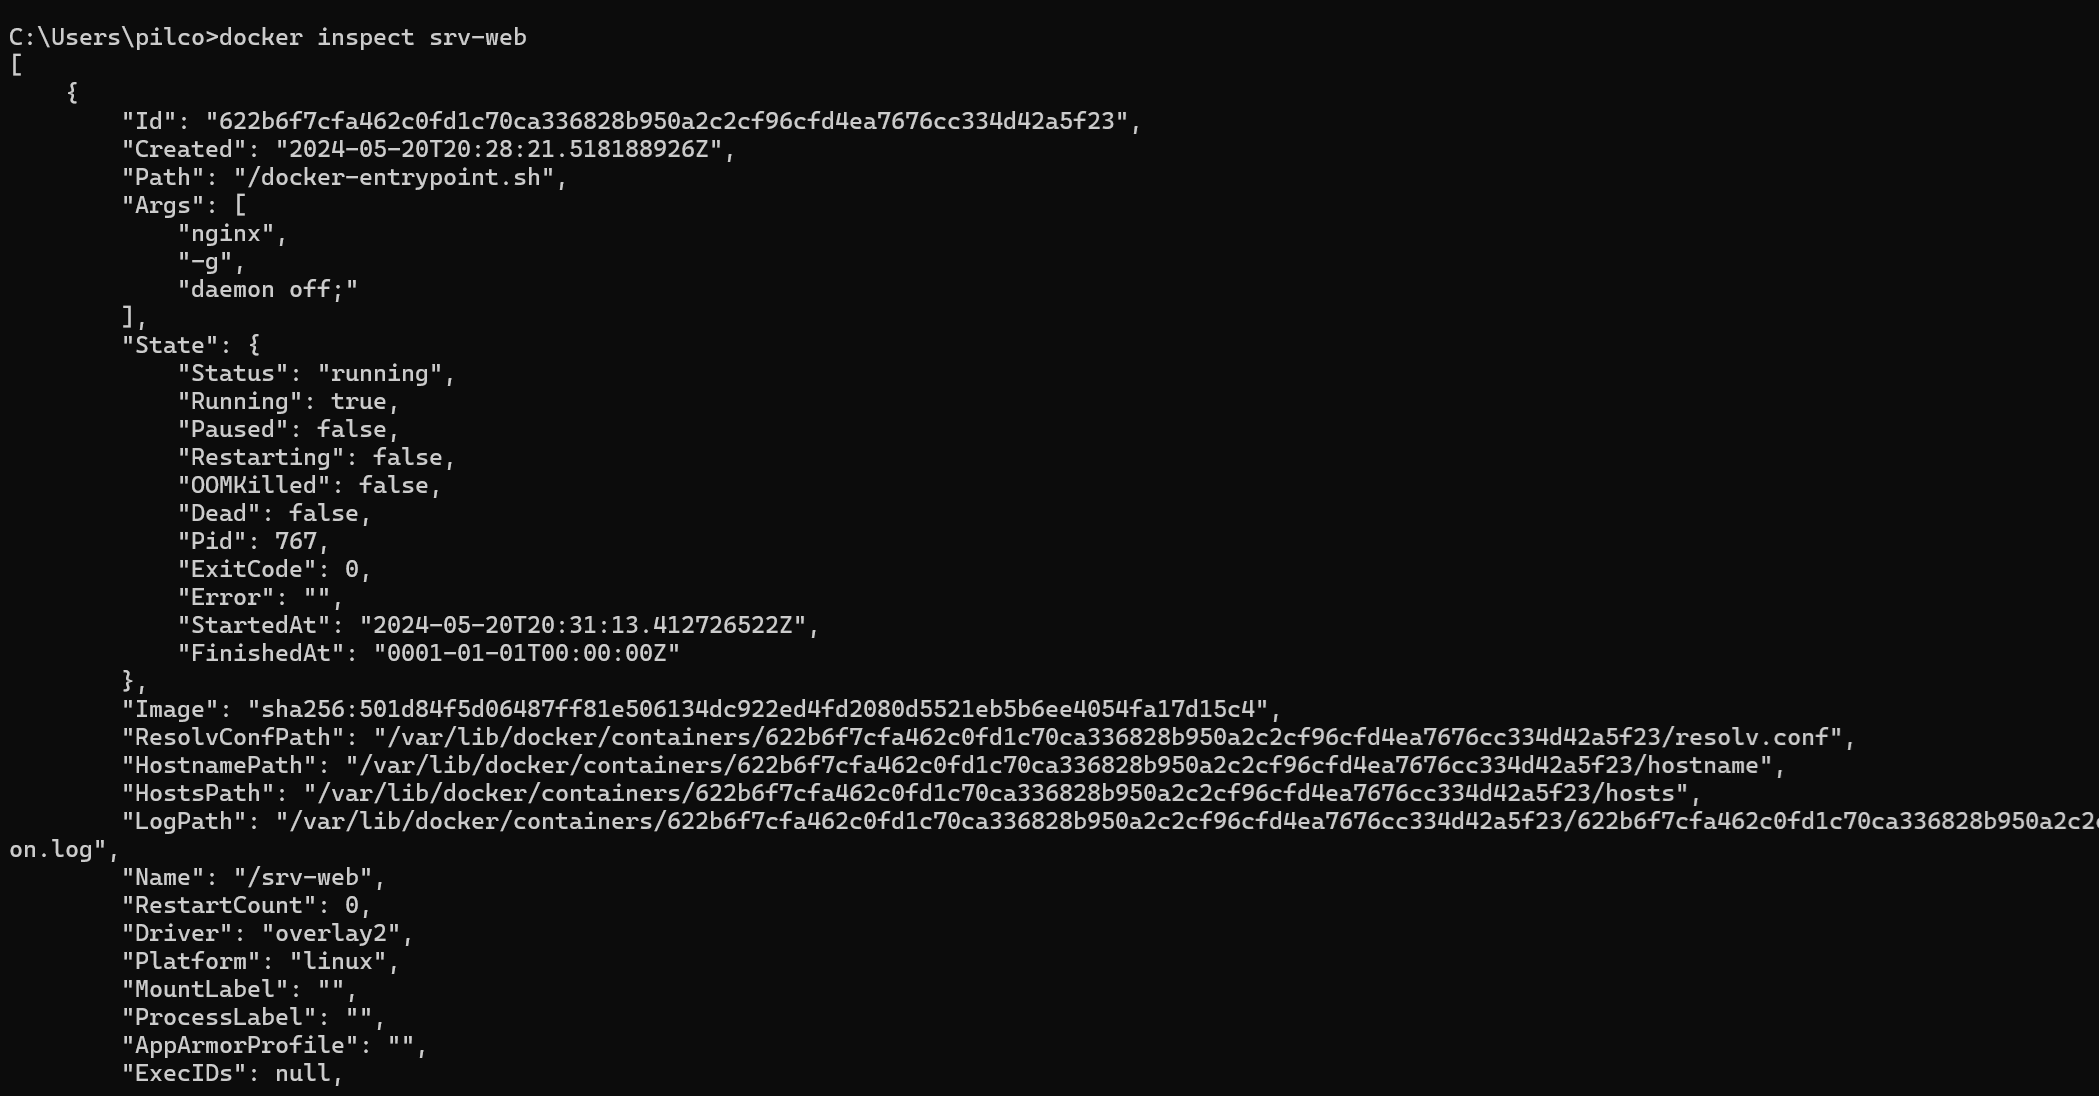 C:\Users\pilco>docker inspect srv-web
[
    {
        "Id": "622b6f7cfa462c0fd1c70ca336828b950a2c2cf96cfd4ea7676cc334d42a5f23",
        "Created": "2024-05-20T20:28:21.518188926Z",
        "Path": "/docker-entrypoint.sh",
        "Args": [
            "nginx",
            "-g",
            "daemon off;"
        ],
        "State": {
            "Status": "running",
            "Running": true,
            "Paused": false,
            "Restarting": false,
            "OOMKilled": false,
            "Dead": false,
            "Pid": 767,
            "ExitCode": 0,
            "Error": "",
            "StartedAt": "2024-05-20T20:31:13.412726522Z",
            "FinishedAt": "0001-01-01T00:00:00Z"
        },
        "Image": "sha256:501d84f5d06487ff81e506134dc922ed4fd2080d5521eb5b6ee4054fa17d15c4",
        "ResolvConfPath": "/var/lib/docker/containers/622b6f7cfa462c0fd1c70ca336828b950a2c2cf96cfd4ea7676cc334d42a5f23/resolv.conf",
        "HostnamePath": "/var/lib/docker/containers/622b6f7cfa462c0fd1c70ca336828b950a2c2cf96cfd4ea7676cc334d42a5f23/hostname",
        "HostsPath": "/var/lib/docker/containers/622b6f7cfa462c0fd1c70ca336828b950a2c2cf96cfd4ea7676cc334d42a5f23/hosts",
        "LogPath": "/var/lib/docker/containers/622b6f7cfa462c0fd1c70ca336828b950a2c2cf96cfd4ea7676cc334d42a5f23/622b6f7cfa462c0fd1c70ca336828b950a2c2
on.log",
        "Name": "/srv-web",
        "RestartCount": 0,
        "Driver": "overlay2",
        "Platform": "linux",
        "MountLabel": "",
        "ProcessLabel": "",
        "AppArmorProfile": "",
        "ExecIDs": null,